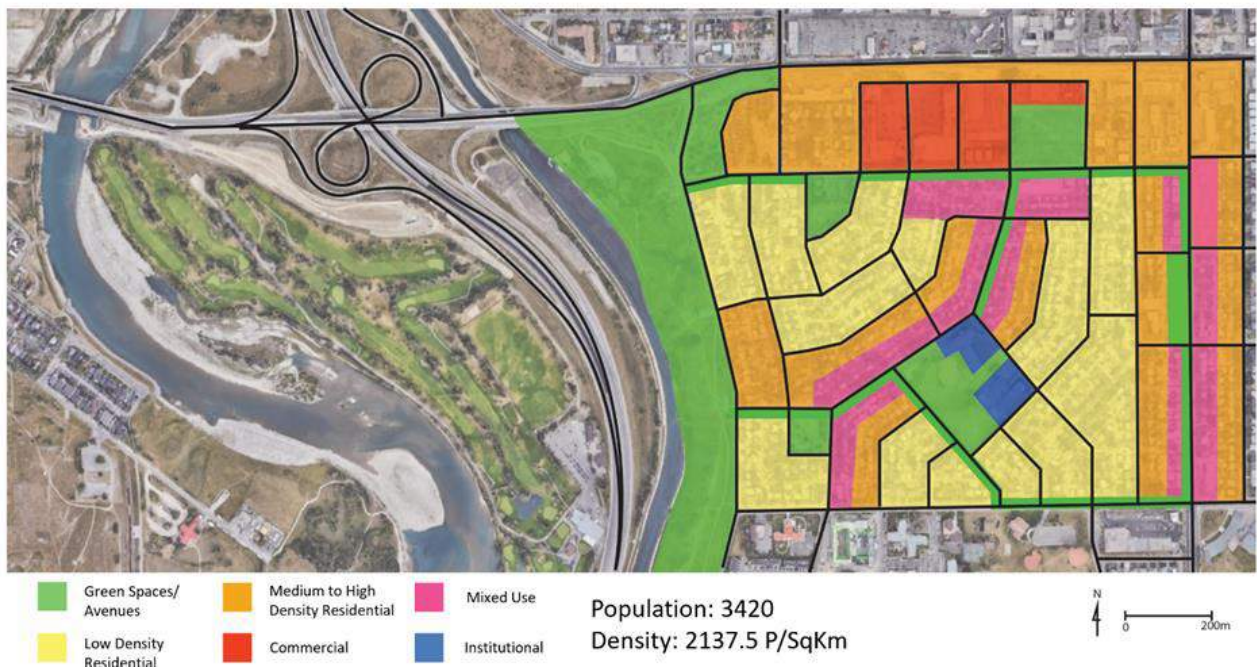 Green Spaces/
Avenues
Medium to High
Density Residential
Mixed Use
Low Density
Residential
Commercial
Institutional
Population: 3420
Density: 2137.5 P/SqKm
N
0
200m